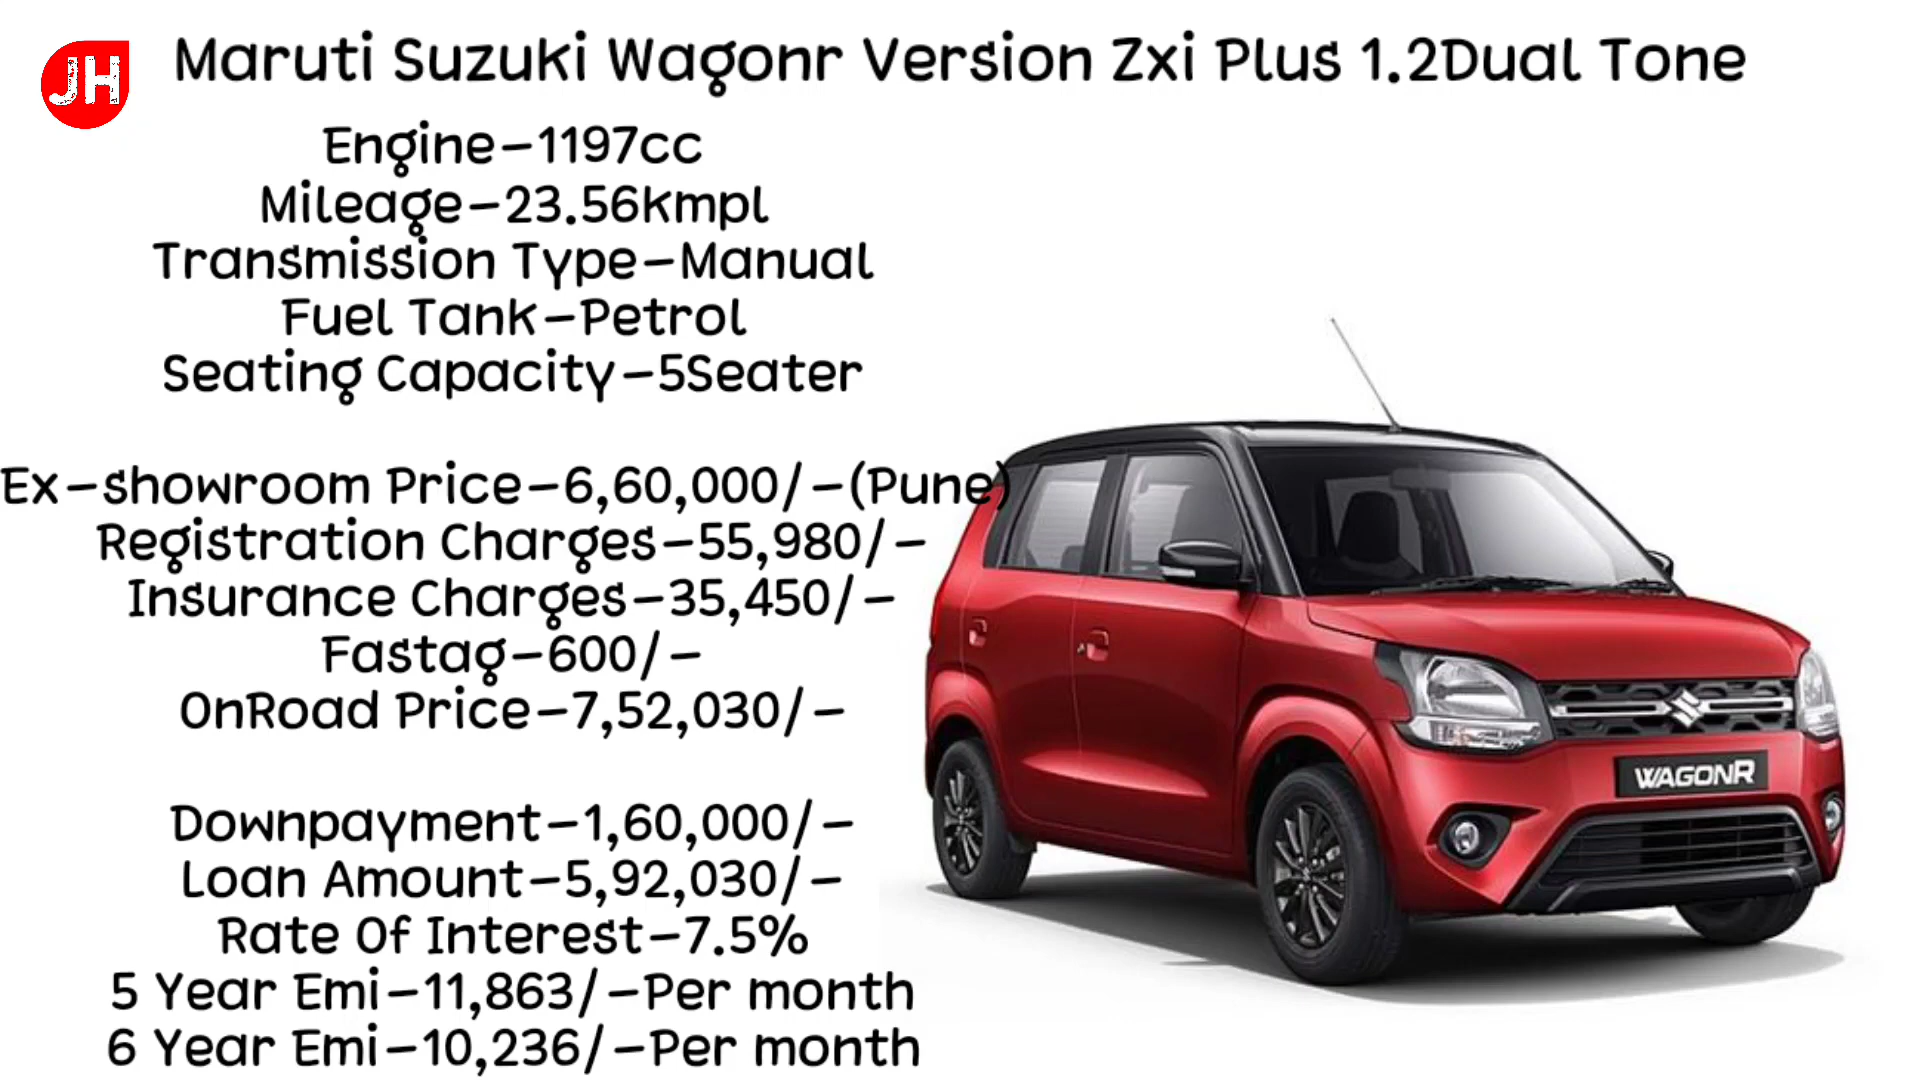 JH
Maruti Suzuki Wagonr Version Zxi Plus 1.2Dual Tone
Engine-1197cc
Mileage-23.56kmpl
Transmission Type-Manual
Fuel Tank-Petrol
Seating Capacity-5Seater
Ex-showroom Price-6,60,000/-(Pune)
Registration Charges-55,980/-
Insurance Charges-35,450/-
Fastag-600/-
OnRoad Price-7,52,030/-
Downpayment-1,60,000/-
Loan Amount-5,92,030/-
Rate Of Interest-7.5%
5 Year Emi-11,863/-Per month
6 Year Emi-10,236/-Per month
WAGONR